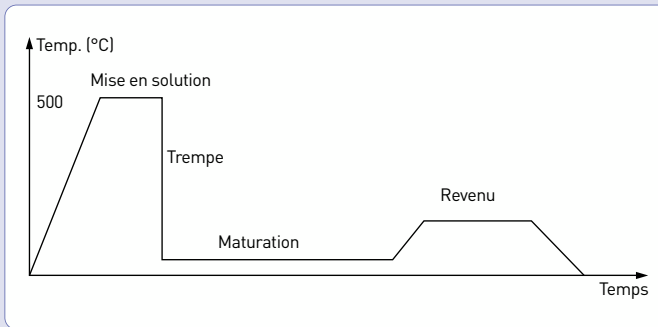 Temp. (°C)
Mise en solution
500
Trempe
Revenu
Maturation
Temps